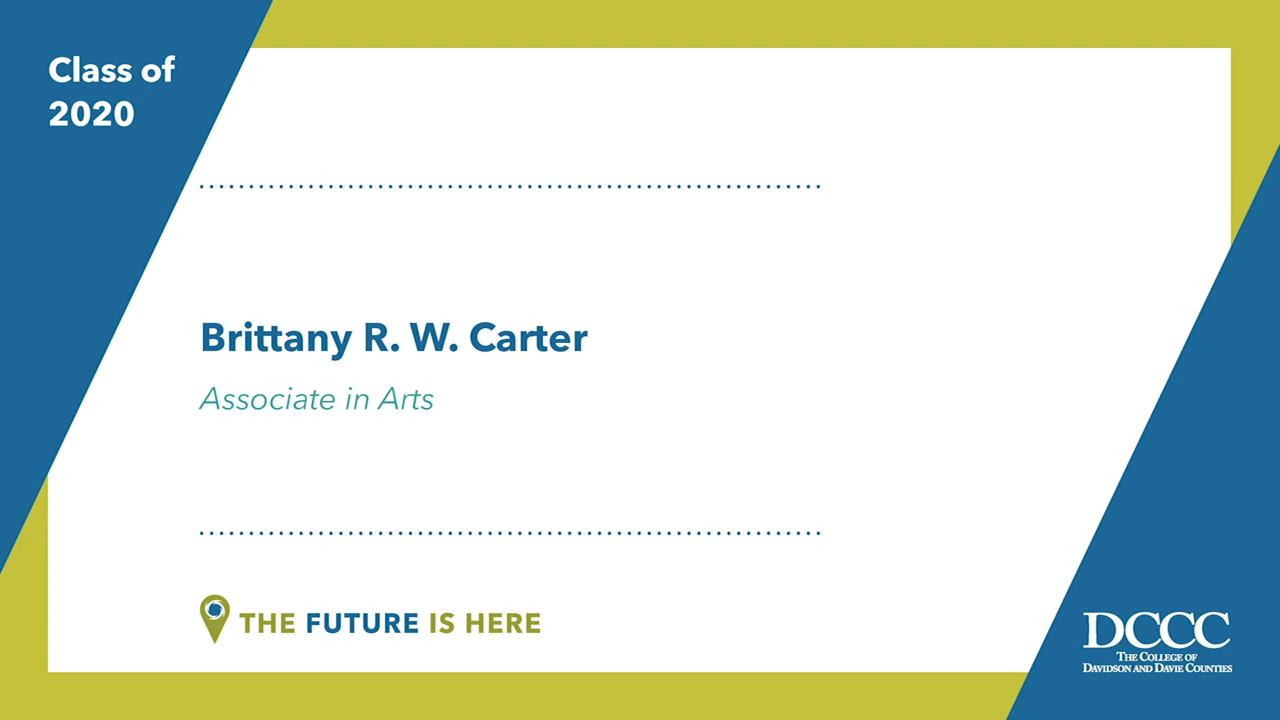 Class of
2020
Brittany R. W. Carter
Associate in Arts
THE FUTURE IS HERE
DCCC
THE COLLEGE OF
DAVIDSON AND DAVIE COUNTIES